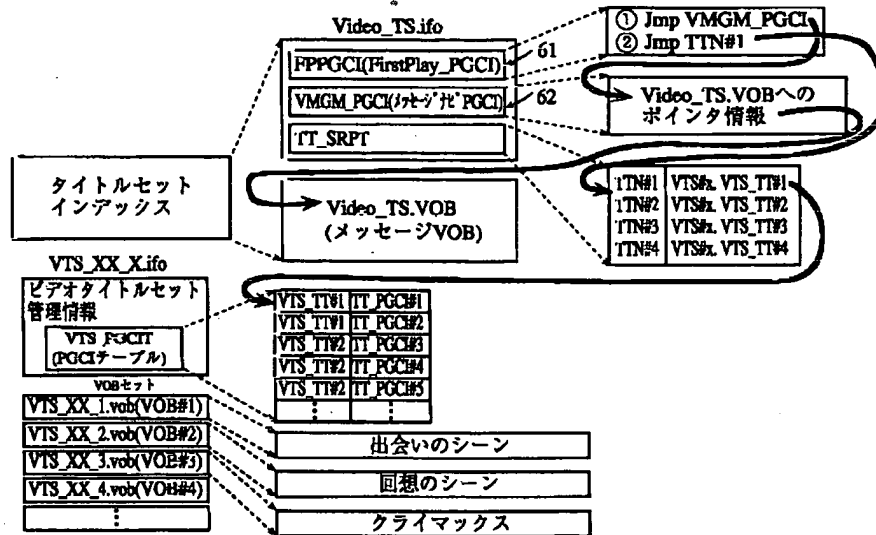 Video_TS.ifo
FPPGCI(FirstPlay_PGCI)
61
VMGM_PGCI(ﾒｯｾｰｼﾞﾅﾋﾞPGCI)
62
TT_SRPT
① Jmp VMGM_PGCI
② Jmp TTN#1
Video_TS.VOBへの
ポインタ情報
タイトルセット
インデックス
Video_TS.VOB
(メッセージVOB)
TTN#1 VTS#x. VTS_TT#1
TTN#2 VTS#x. VTS_TT#2
TTN#3 VTS#x. VTS_TT#3
TTN#4 VTS#x. VTS_TT#4
VTS_XX_X.ifo
ビデオタイトルセット
管理情報
VTS_PGCIT
(PGCIテーブル)
VTS_TT#1 TT_PGCI#1
VTS_TT#1 TT_PGCI#2
VTS_TT#2 TT_PGCI#3
VTS_TT#2 TT_PGCI#4
VTS_TT#2 TT_PGCI#5
VOBセット
VTS_XX_1.vob(VOB#1)
VTS_XX_2.vob(VOB#2)
VTS_XX_3.vob(VOB#3)
VTS_XX_4.vob(VOB#4)
出会いのシーン
回想のシーン
クライマックス